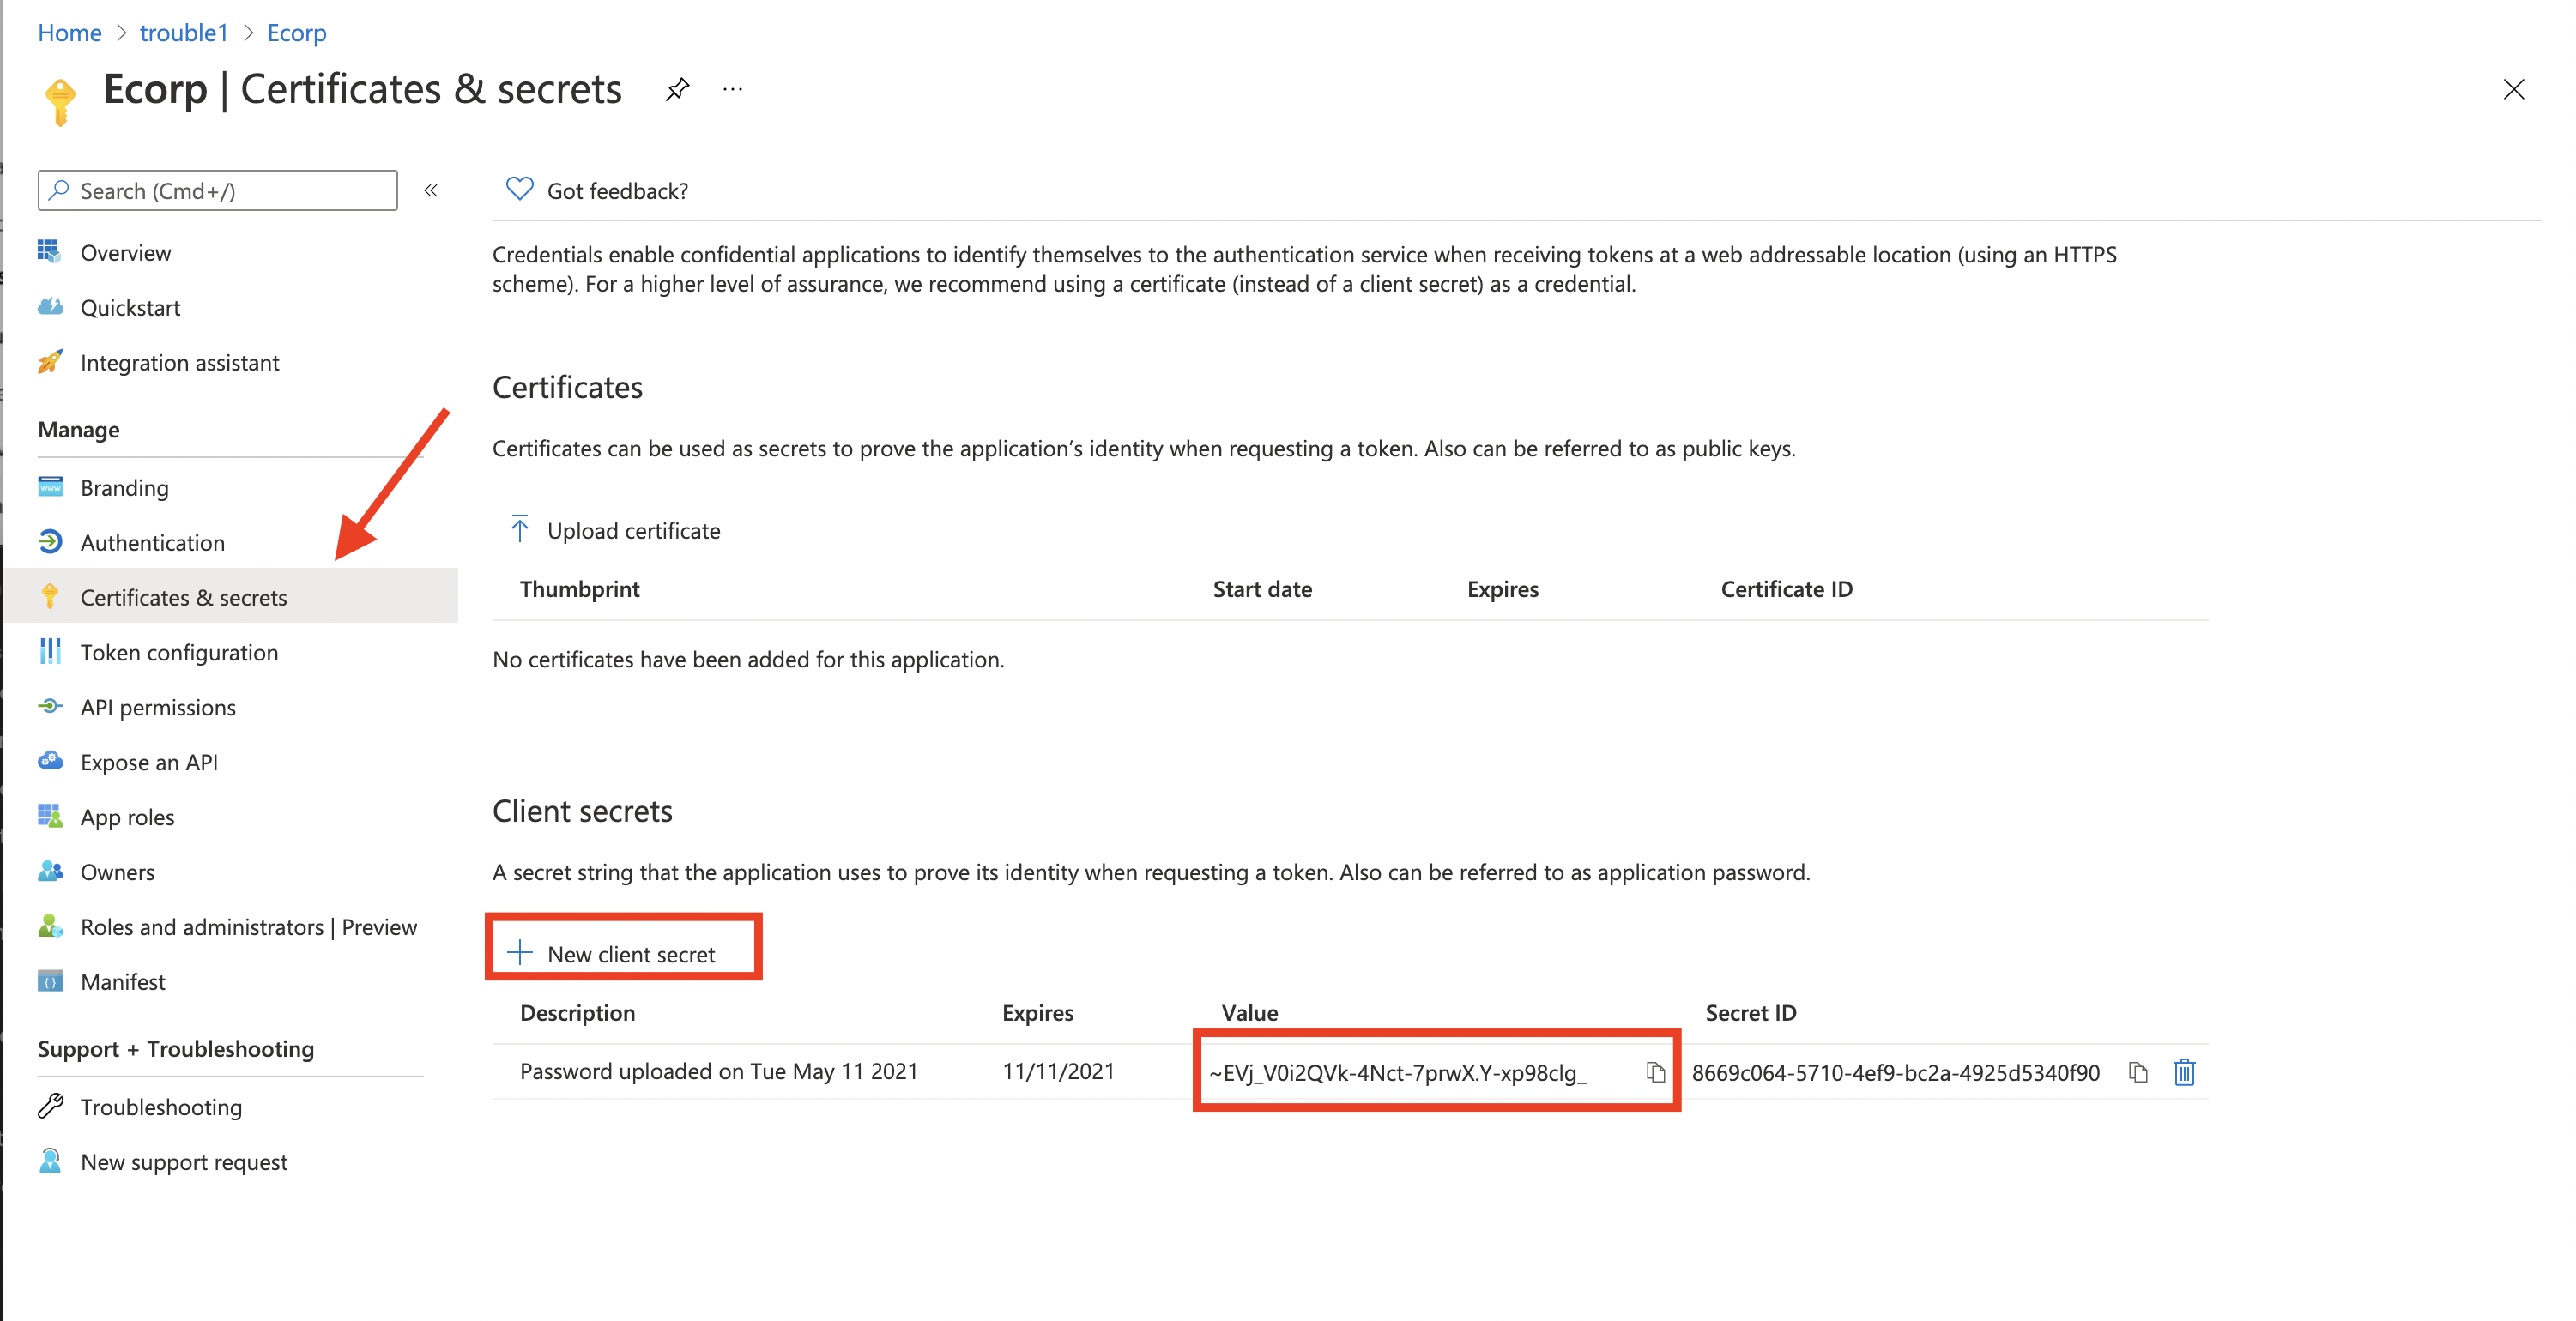 Home > trouble1 > Ecorp
Ecorp | Certificates & secrets ...
Search (Cmd+/) «
Got feedback?
Overview
Quickstart
Integration assistant
Manage
Branding
Authentication
Certificates & secrets
Token configuration
API permissions
Expose an API
App roles
Owners
Roles and administrators | Preview
Manifest
Support + Troubleshooting
Troubleshooting
New support request
Credentials enable confidential applications to identify themselves to the authentication service when receiving tokens at a web addressable location (using an HTTPS
scheme). For a higher level of assurance, we recommend using a certificate (instead of a client secret) as a credential.
Certificates
Certificates can be used as secrets to prove the application's identity when requesting a token. Also can be referred to as public keys.
Upload certificate
Thumbprint Start date Expires Certificate ID
No certificates have been added for this application.
Client secrets
A secret string that the application uses to prove its identity when requesting a token. Also can be referred to as application password.
New client secret
Description Expires Value Secret ID
Password uploaded on Tue May 11 2021 11/11/2021 ~EVj_V0i2QVk-4Nct-7prwX.Y-xp98clg_ 8669c064-5710-4ef9-bc2a-4925d5340f90